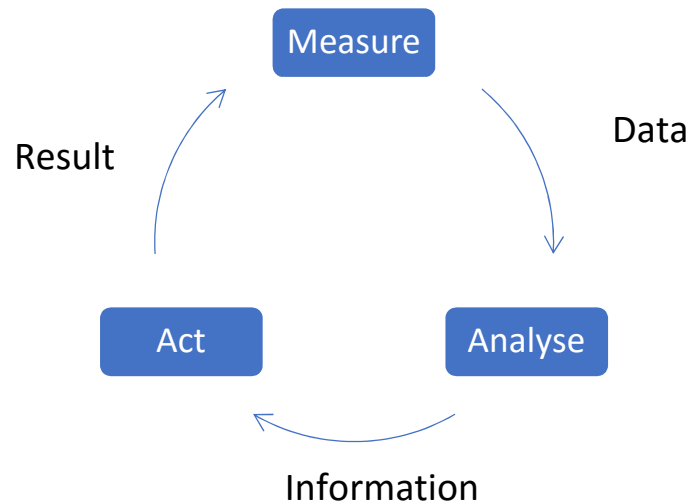 Measure
Data
Result
Act
Analyse
Information